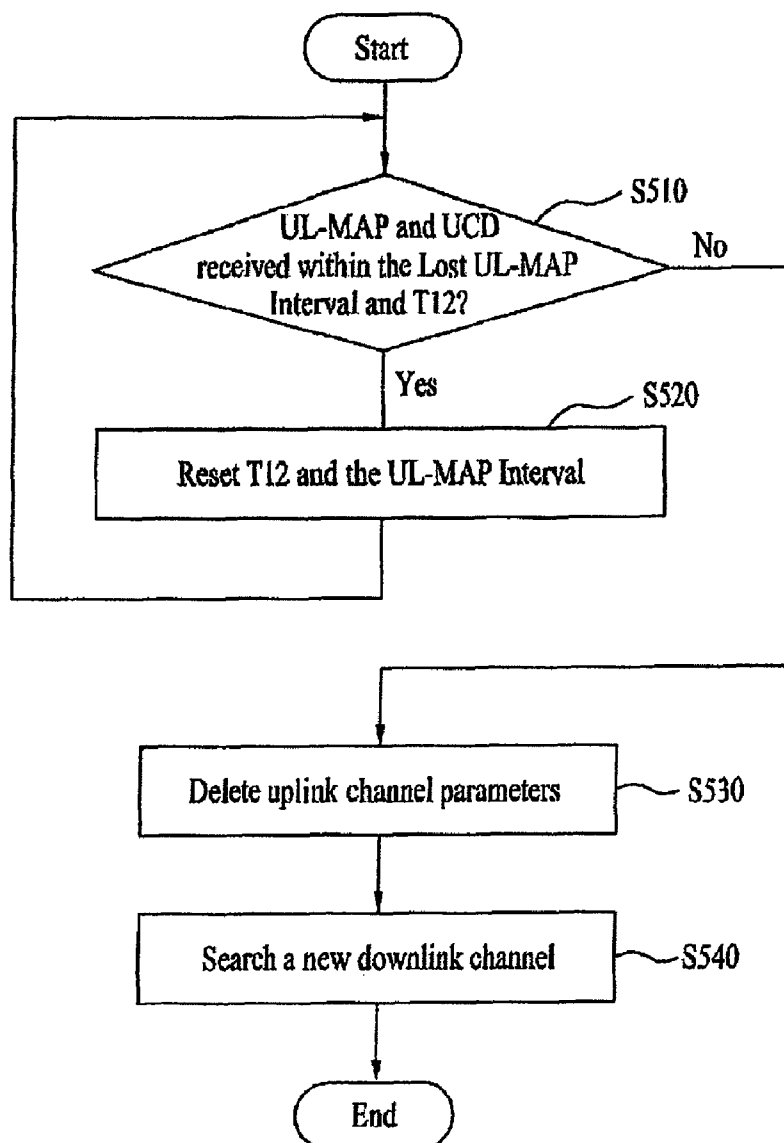 Start
S510
UL-MAP and UCD
received within the Lost UL-MAP
Interval and T12?
No
Yes
S520
Reset T12 and the UL-MAP Interval
Delete uplink channel parameters
S530
Search a new downlink channel
S540
End